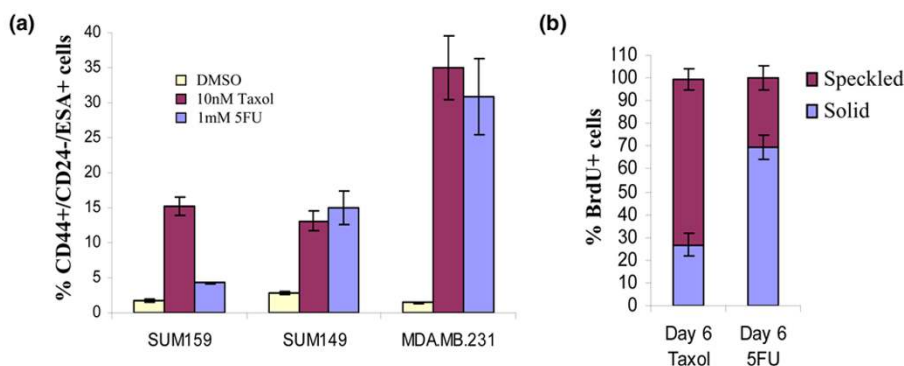 (a)
% CD44+/CD24-/ESA+ cells
40
35
30
25
20
15
10
5
0
DMSO
10nM Taxol
1mM 5FU
SUM159 SUM149 MDA.MB.231
(b)
% BrdU+ cells
110
100
90
80
70
60
50
40
30
20
10
0
Speckled
Solid
Day 6 Day 6
Taxol 5FU